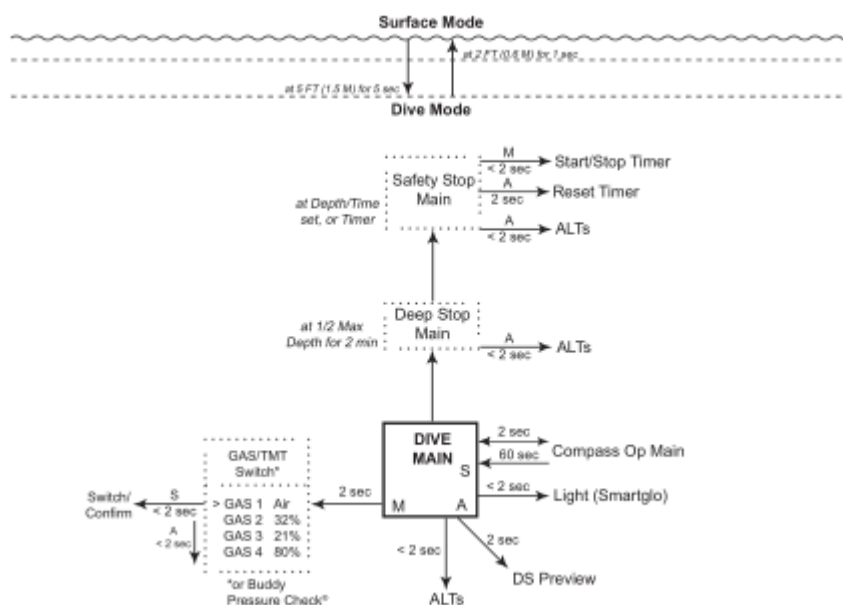 Surface Mode
at 2 FT (0.6 M) for 1 sec
at 5 FT (1.5 M) for 5 sec
Dive Mode
M
< 2 sec
Start/Stop Timer
Safety Stop
Main
A
2 sec
Reset Timer
at Depth/Time
set, or Timer
A
< 2 sec
ALTs
Deep Stop
Main
at 1/2 Max
Depth for 2 min
A
< 2 sec
ALTs
DIVE
MAIN
2 sec
60 sec
Compass Op Main
S
< 2 sec
Light (Smartglo)
M
A
GAS/TMT
Switch*
2 sec
Switch/
Confirm
S
< 2 sec
A
< 2 sec
> GAS 1 Air
GAS 2 32%
GAS 3 21%
GAS 4 80%
*or Buddy
Pressure Check®
< 2 sec
ALTs
2 sec
DS Preview